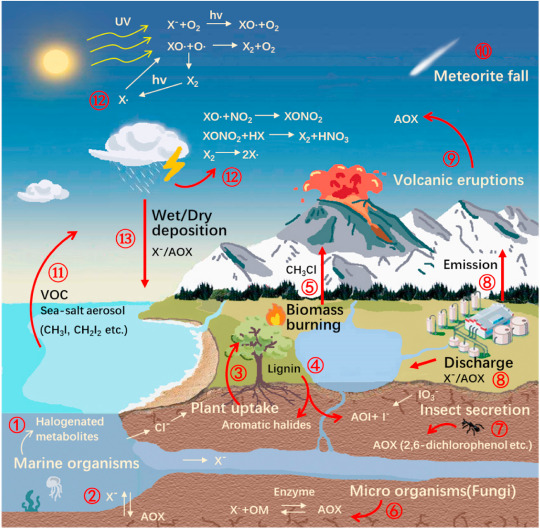 UV
X⁻+O₂ hv XO·+O₂
XO·+O· X₂+O₂
hv
⑫ X· X₂
⑩
Meteorite fall
XO·+NO₂ XONO₂
XONO₂+HX X₂+HNO₃
X₂ 2X·
⑫
AOX
⑨
Volcanic eruptions
⑬ Wet/Dry
deposition
X⁻/AOX
⑪
VOC
Sea-salt aerosol
(CH₃I, CH₂I₂ etc.)
CH₃Cl
⑤
Biomass
burning
Emission
⑧
③
④
Lignin
Discharge
X⁻/AOX ⑧
① Halogenated
metabolites
Cl⁻
Plant uptake
Aromatic halides
AOI+ I⁻
IO₃⁻
Insect secretion
⑦
AOX (2,6-dichlorophenol etc.)
Marine organisms
X⁻
② X⁻
AOX
Enzyme
X⁻+OM AOX
Micro organisms(Fungi)
⑥